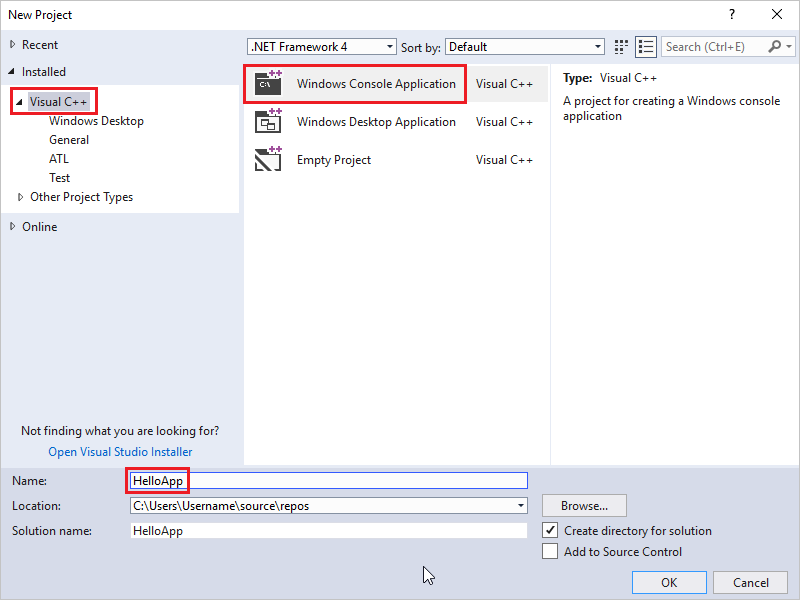 New Project
?
Recent
Installed
Visual C++
Windows Desktop
General
ATL
Test
Other Project Types
Online
Not finding what you are looking for?
Open Visual Studio Installer
.NET Framework 4
Sort by:
Default
Search (Ctrl+E)
Windows Console Application Visual C++
Windows Desktop Application Visual C++
Empty Project Visual C++
Type: Visual C++
A project for creating a Windows console
application
Name: HelloApp
Location: C:\Users\Username\source\repos
Browse...
Solution name: HelloApp
Create directory for solution
Add to Source Control
OK
Cancel